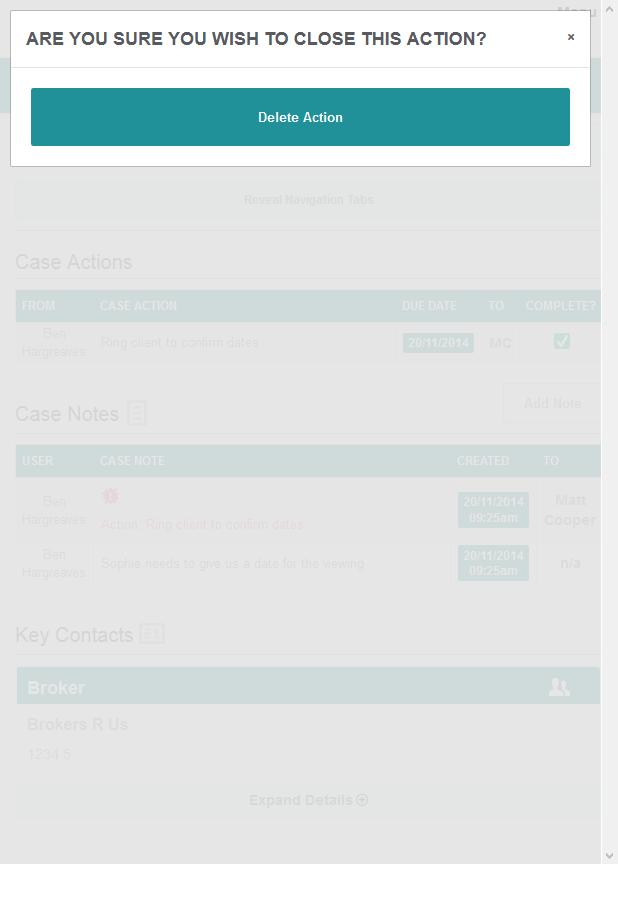 Menu
ARE YOU SURE YOU WISH TO CLOSE THIS ACTION?
×
Delete Action
Reveal Navigation Tabs
Case Actions
FROM CASE ACTION DUE DATE TO COMPLETE?
Ben
Hargreaves
Ring client to confirm dates
20/11/2014
MC
Case Notes
Add Note
USER CASE NOTE CREATED TO
Ben
Hargreaves
Action: Ring client to confirm dates
20/11/2014
09:25am
Matt
Cooper
Ben
Hargreaves
Sophie needs to give us a date for the viewing
20/11/2014
09:25am
n/a
Key Contacts
Broker
Brokers R Us
1234 5
Expand Details